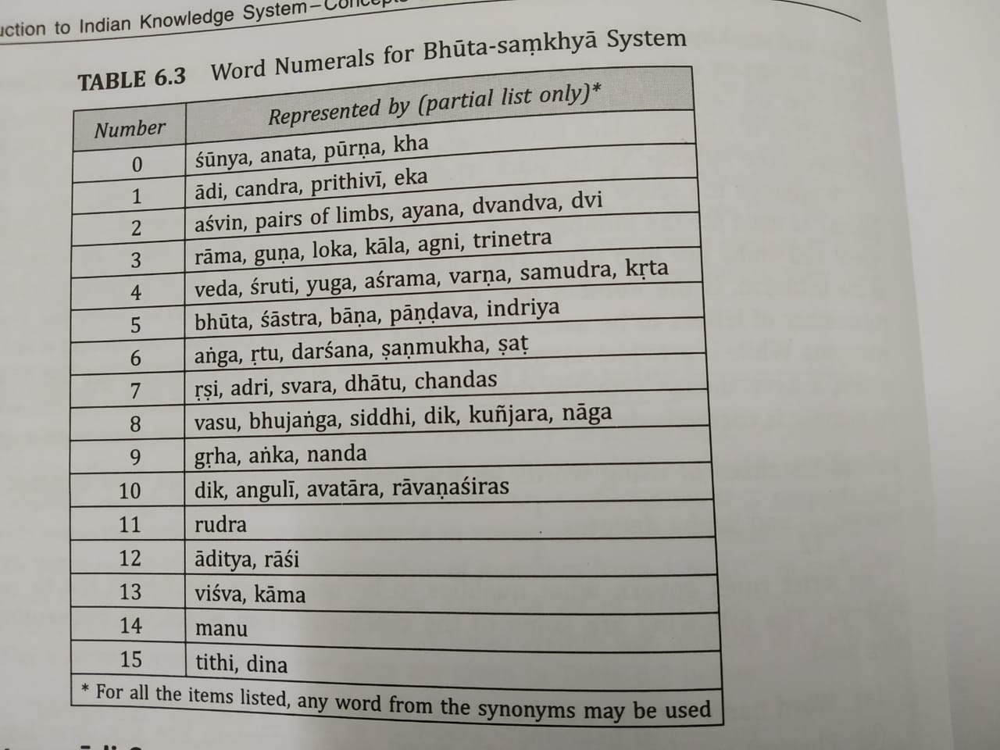 uction to Indian Knowledge System–Concepts
TABLE 6.3 Word Numerals for Bhūta-saṃkhyā System
Number Represented by (partial list only)*
0 śūnya, anata, pūrṇa, kha
1 ādi, candra, prithivī, eka
2 aśvin, pairs of limbs, ayana, dvandva, dvi
3 rāma, guṇa, loka, kāla, agni, trinetra
4 veda, śruti, yuga, aśrama, varṇa, samudra, kṛta
5 bhūta, śāstra, bāṇa, pāṇḍava, indriya
6 aṅga, ṛtu, darśana, ṣaṇmukha, ṣaṭ
7 ṛṣi, adri, svara, dhātu, chandas
8 vasu, bhujaṅga, siddhi, dik, kuñjara, nāga
9 gṛha, aṅka, nanda
10 dik, angulī, avatāra, rāvaṇaśiras
11 rudra
12 āditya, rāśi
13 viśva, kāma
14 manu
15 tithi, dina
* For all the items listed, any word from the synonyms may be used